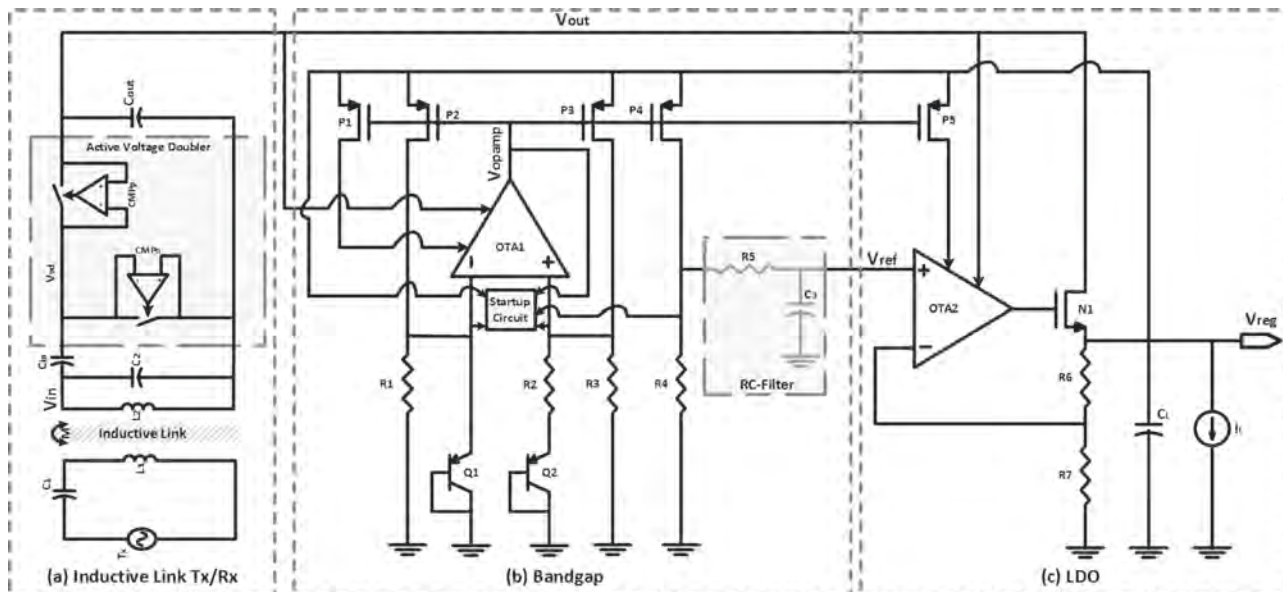 Vout
Cout
Active Voltage Doubler
CMPp
CMPn
Vsd
C2
Vin
L2
M
Inductive Link
L1
C1
Tx
(a) Inductive Link Tx/Rx
P1
P2
P3
P4
Vopamp
OTA1
Startup
Circuit
R1
R2
R3
R4
Q1
Q2
R5
C3
RC-Filter
(b) Bandgap
P5
Vref
OTA2
N1
Vreg
R6
R7
CL
IL
(c) LDO